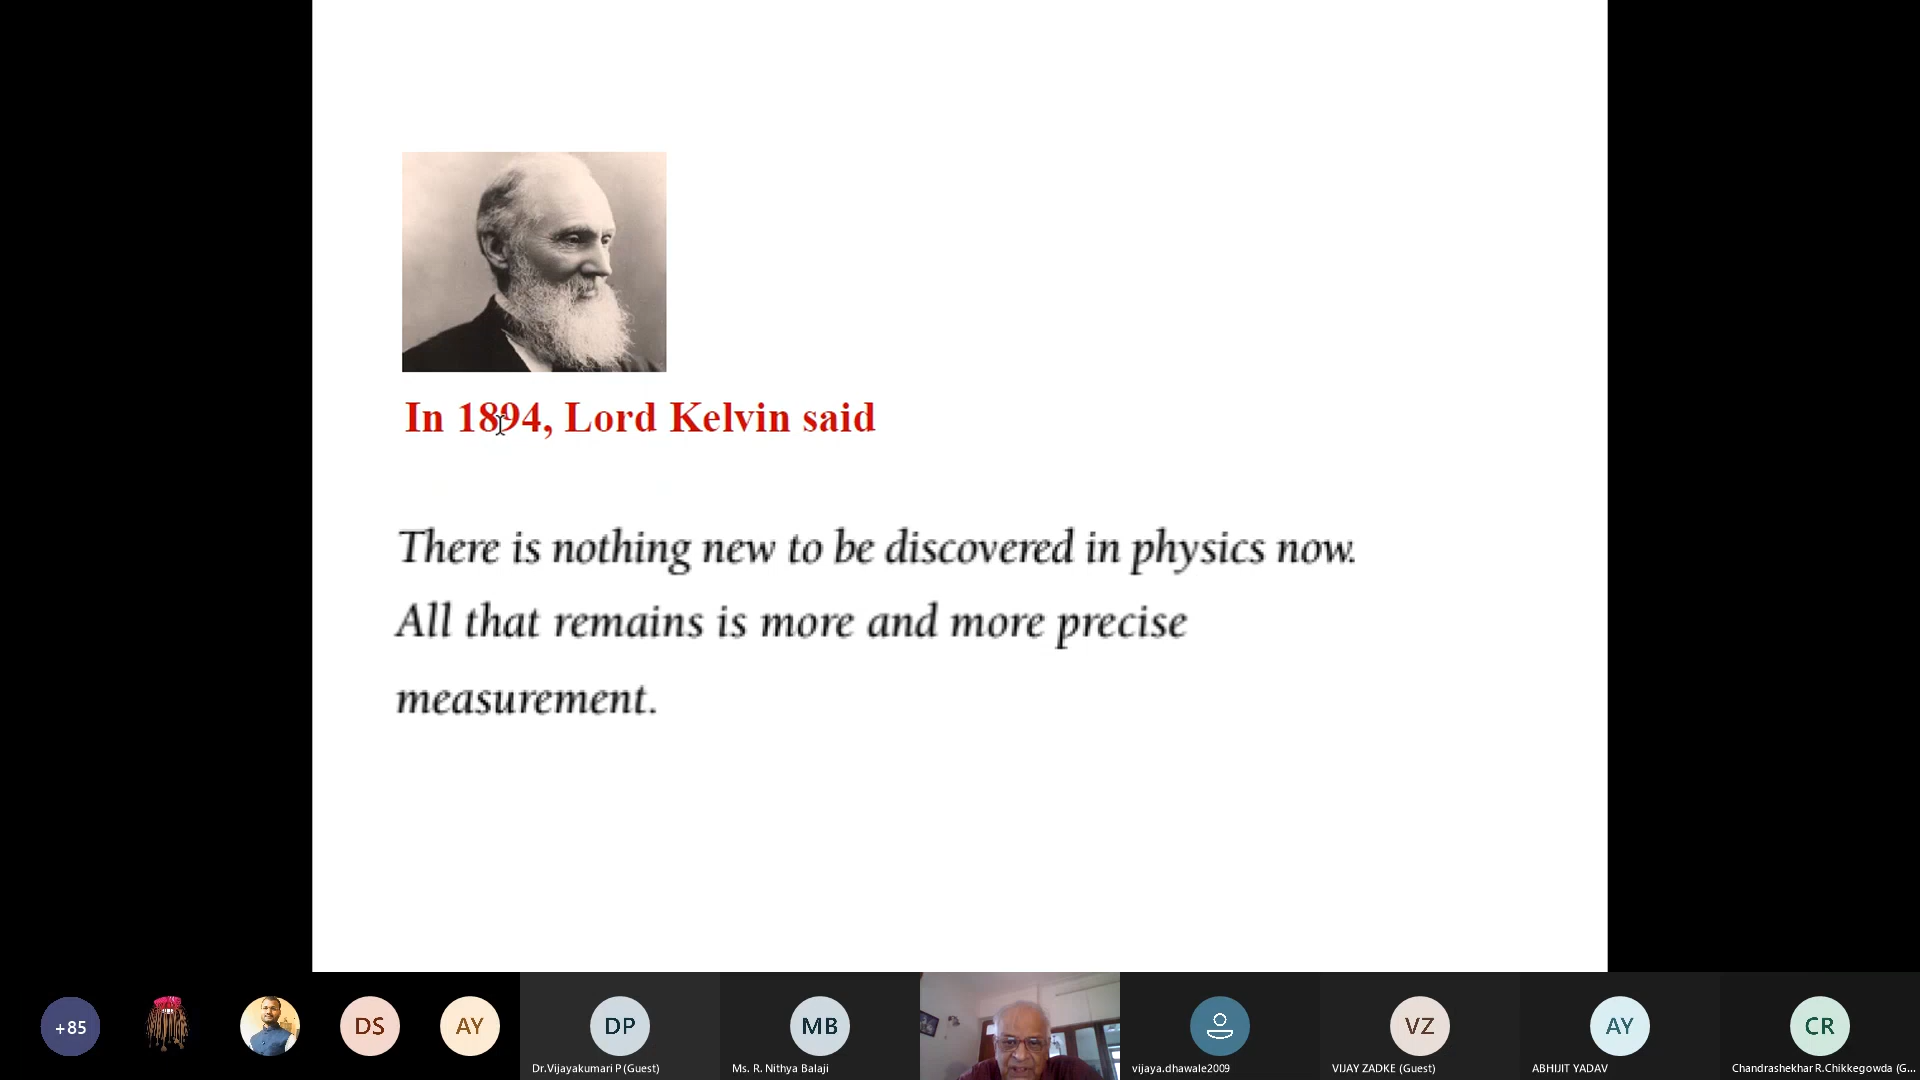 In 1894, Lord Kelvin said
There is nothing new to be discovered in physics now.
All that remains is more and more precise
measurement.
+85
DS
AY
DP
MB
VZ
AY
CR
Dr.Vijayakumari P (Guest)
Ms. R. Nithya Balaji
vijaya.dhawale2009
VIJAY ZADKE (Guest)
ABHIJIT YADAV
Chandrashekhar R.Chikkegowda (G...